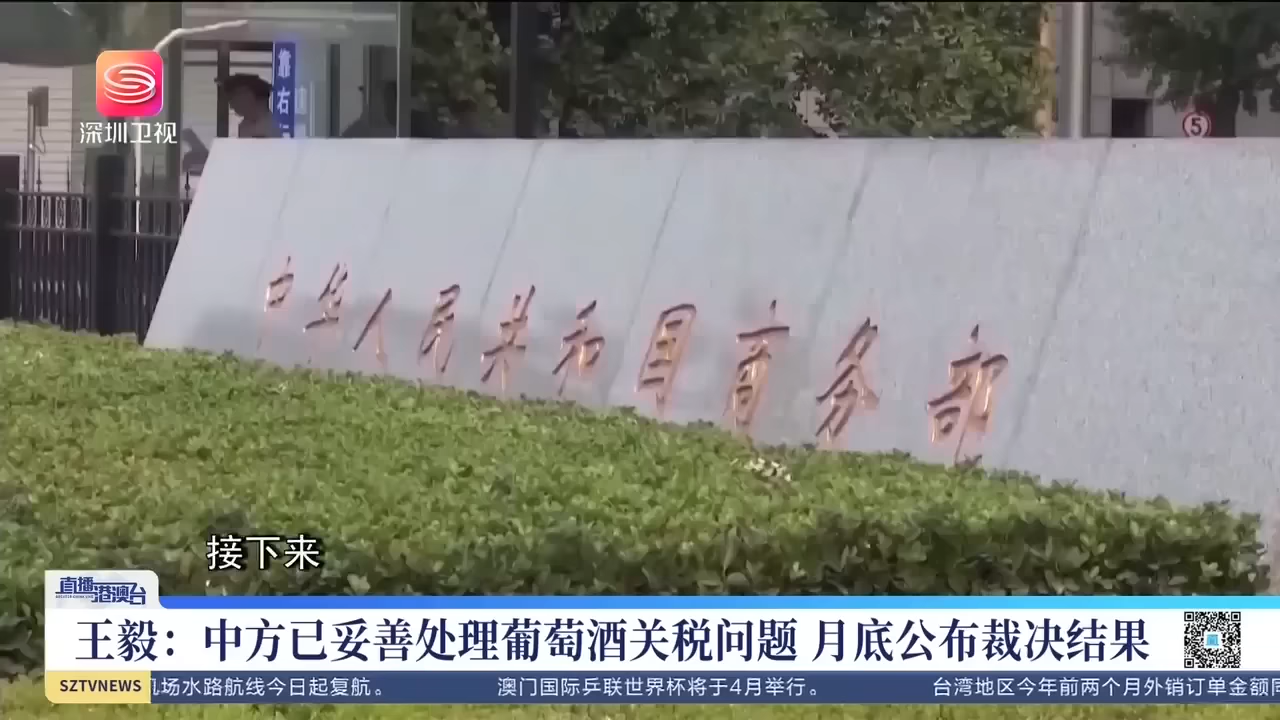 靠右
深圳卫视
5
中华人民共和国商务部
接下来
直播港澳台
王毅：中方已妥善处理葡萄酒关税问题 月底公布裁决结果
SZTVNEWS
机场水路航线今日起复航。 澳门国际乒联世界杯将于4月举行。 台湾地区今年前两个月外销订单金额同